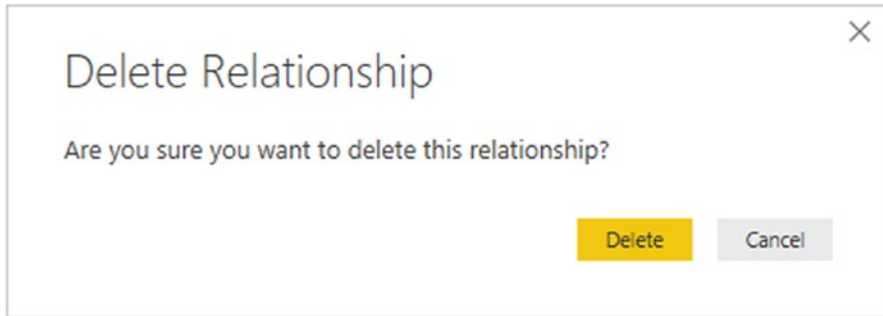 Delete Relationship
Are you sure you want to delete this relationship?
Delete
Cancel